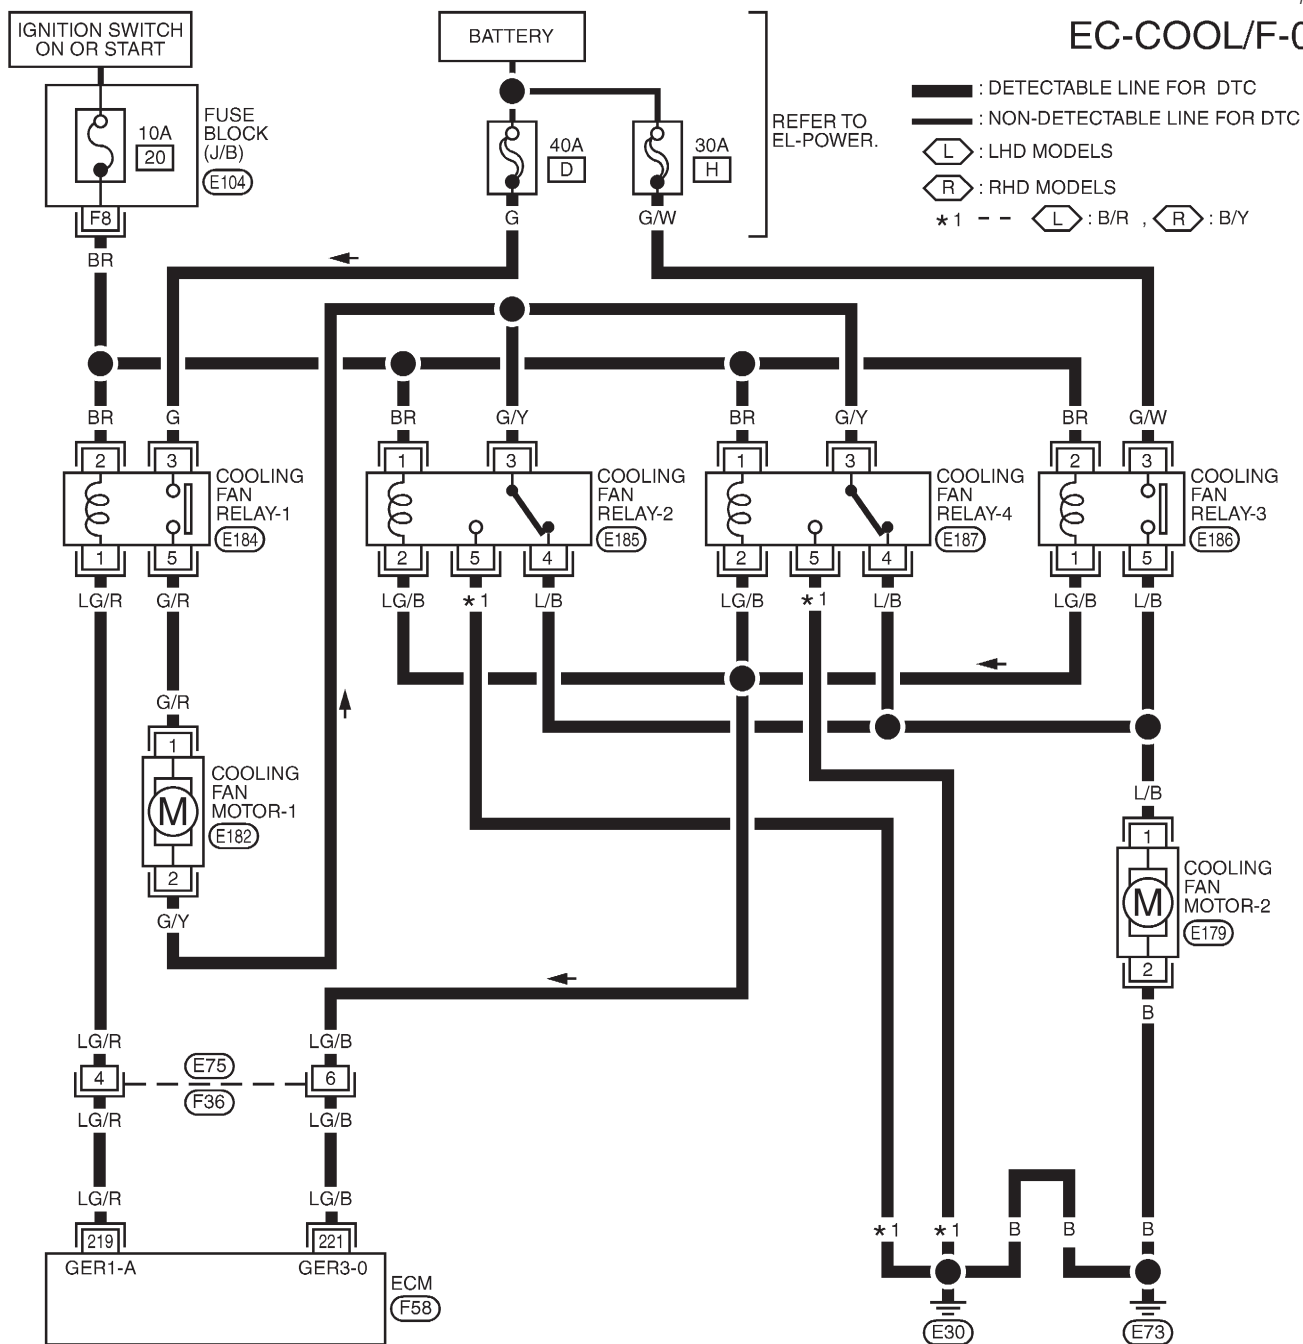 IGNITION SWITCH
ON OR START
BATTERY
EC-COOL/F-0
: DETECTABLE LINE FOR DTC
: NON-DETECTABLE LINE FOR DTC
L : LHD MODELS
R : RHD MODELS
*1 -- L : B/R , R : B/Y
REFER TO
EL-POWER.
10A
20
FUSE
BLOCK
(J/B)
E104
F8
40A
D
30A
H
BR
G
G/W
BR
G
BR
G/Y
BR
G/Y
BR
G/W
2
3
1
3
1
3
2
3
COOLING
FAN
RELAY-1
E184
COOLING
FAN
RELAY-2
E185
COOLING
FAN
RELAY-4
E187
COOLING
FAN
RELAY-3
E186
1
5
2
5
4
2
5
4
1
5
LG/R
G/R
LG/B
*1
L/B
LG/B
*1
L/B
LG/B
L/B
G/R
1
M
COOLING
FAN
MOTOR-1
E182
2
G/Y
L/B
1
M
COOLING
FAN
MOTOR-2
E179
2
B
LG/R
LG/B
4
E75
F36
6
LG/R
LG/B
LG/R
LG/B
*1
*1
B
B
B
219
221
GER1-A
GER3-0
ECM
F58
E30
E73